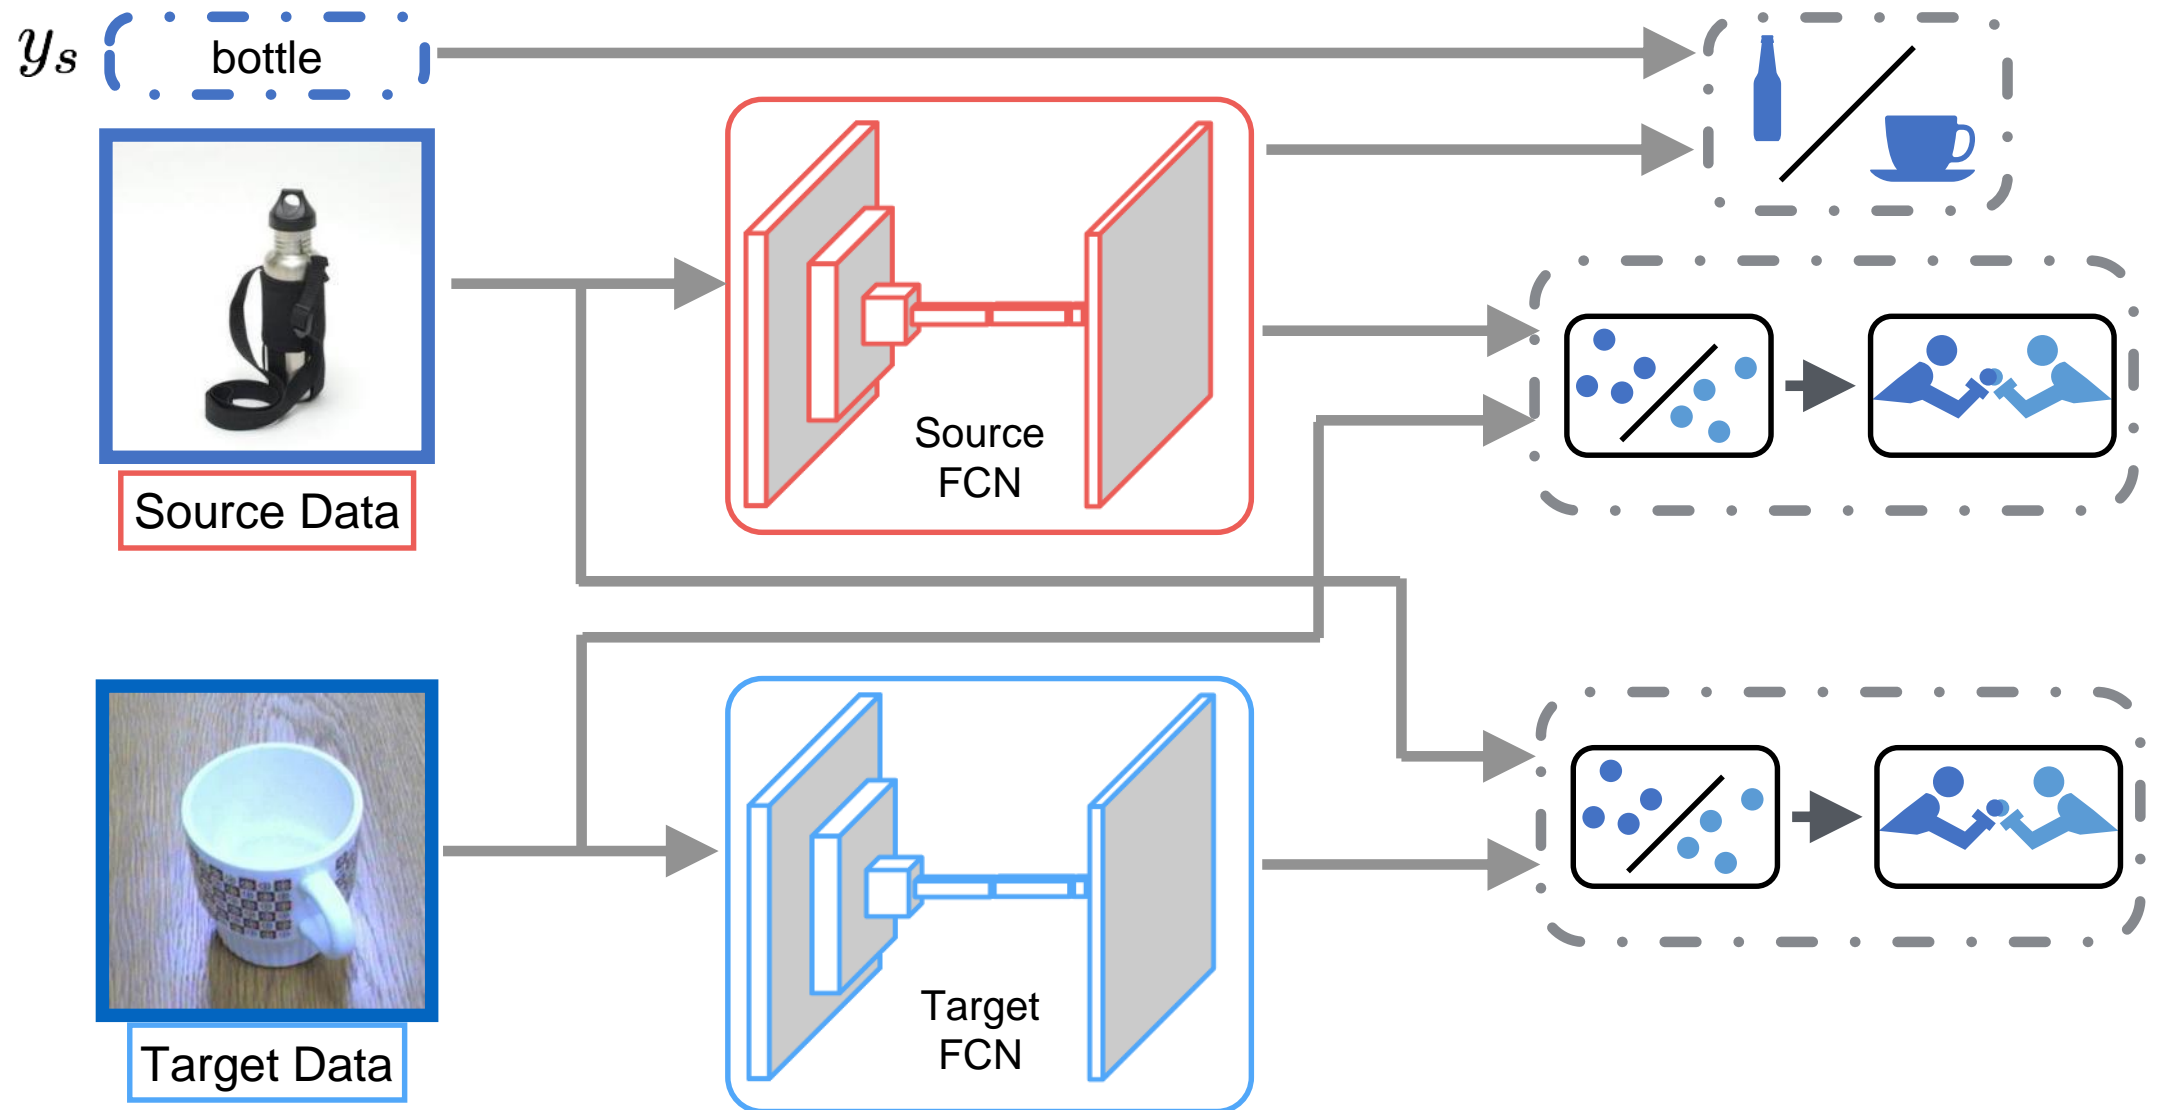 y_s
bottle
Source Data
Source
FCN
Target Data
Target
FCN